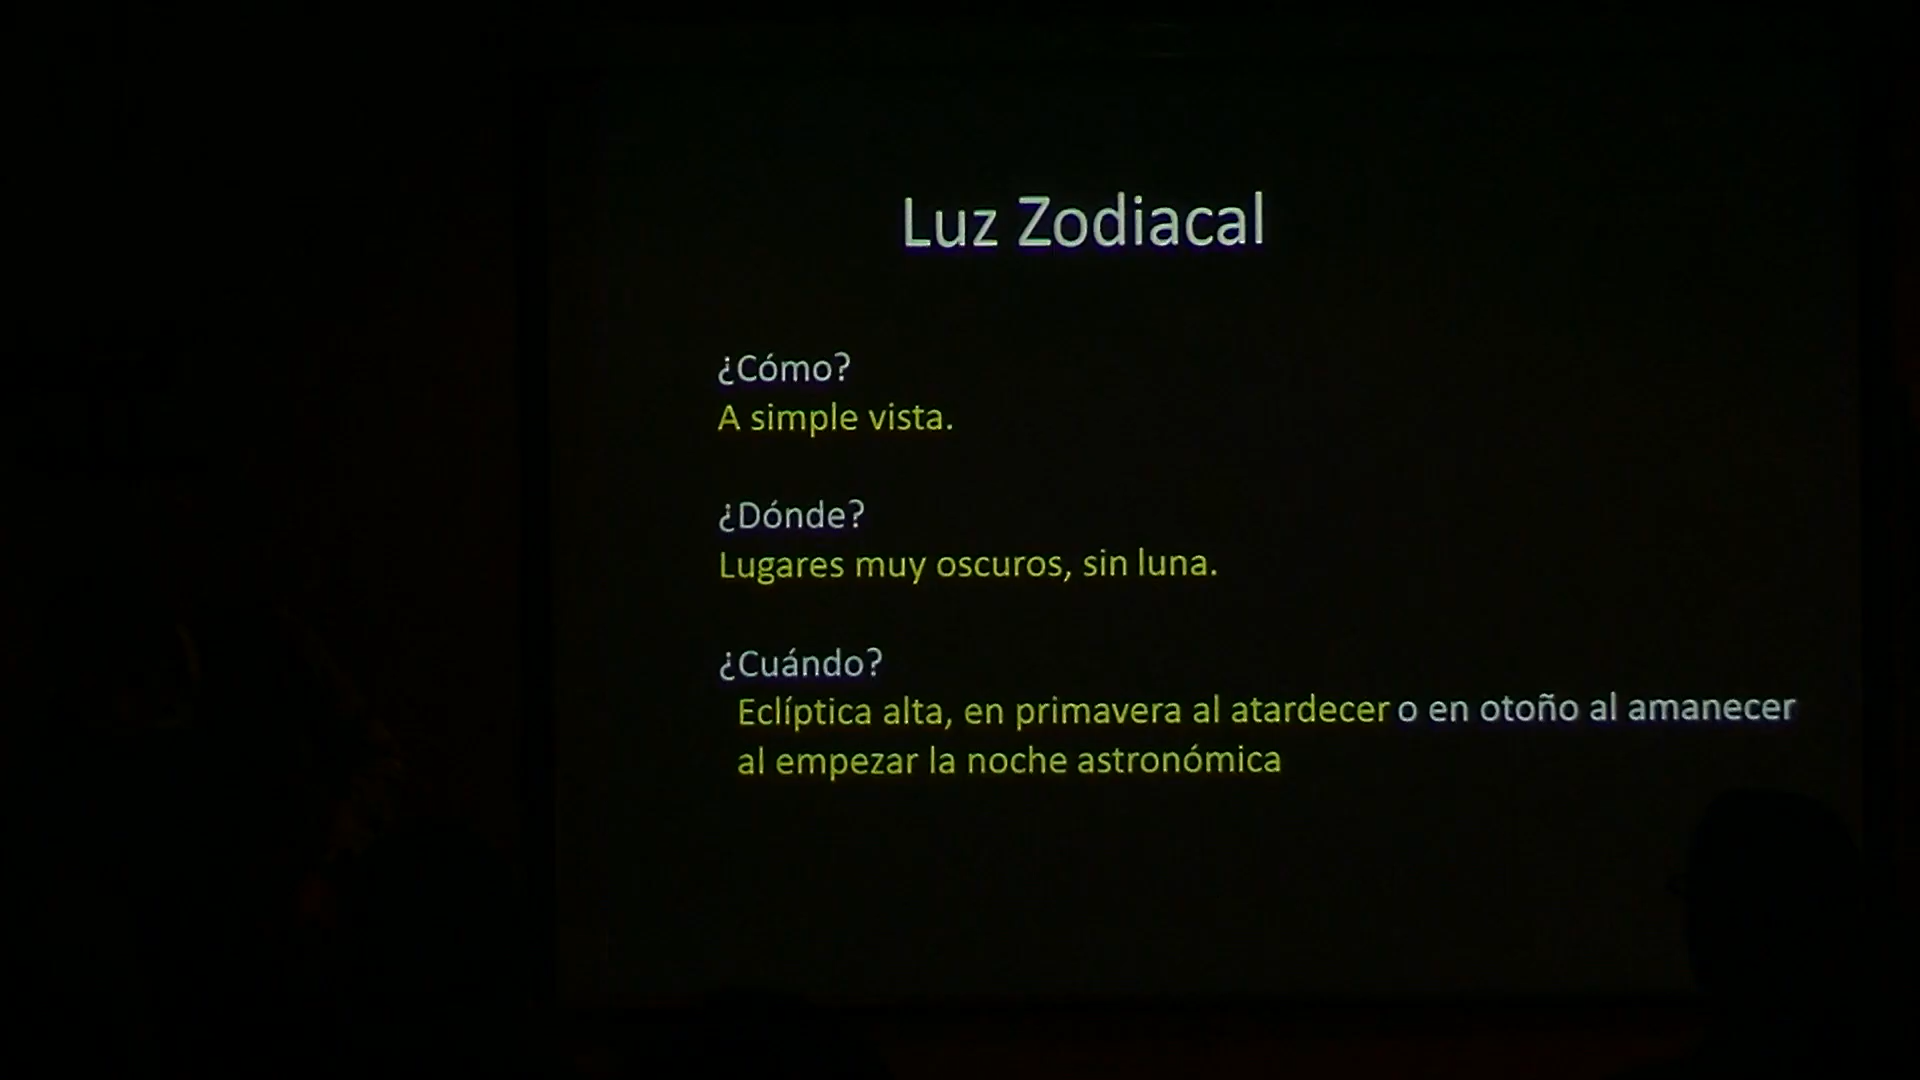 Luz Zodiacal
¿Cómo?
A simple vista.
¿Dónde?
Lugares muy oscuros, sin luna.
¿Cuándo?
Eclíptica alta, en primavera al atardecer o en otoño al amanecer
al empezar la noche astronómica